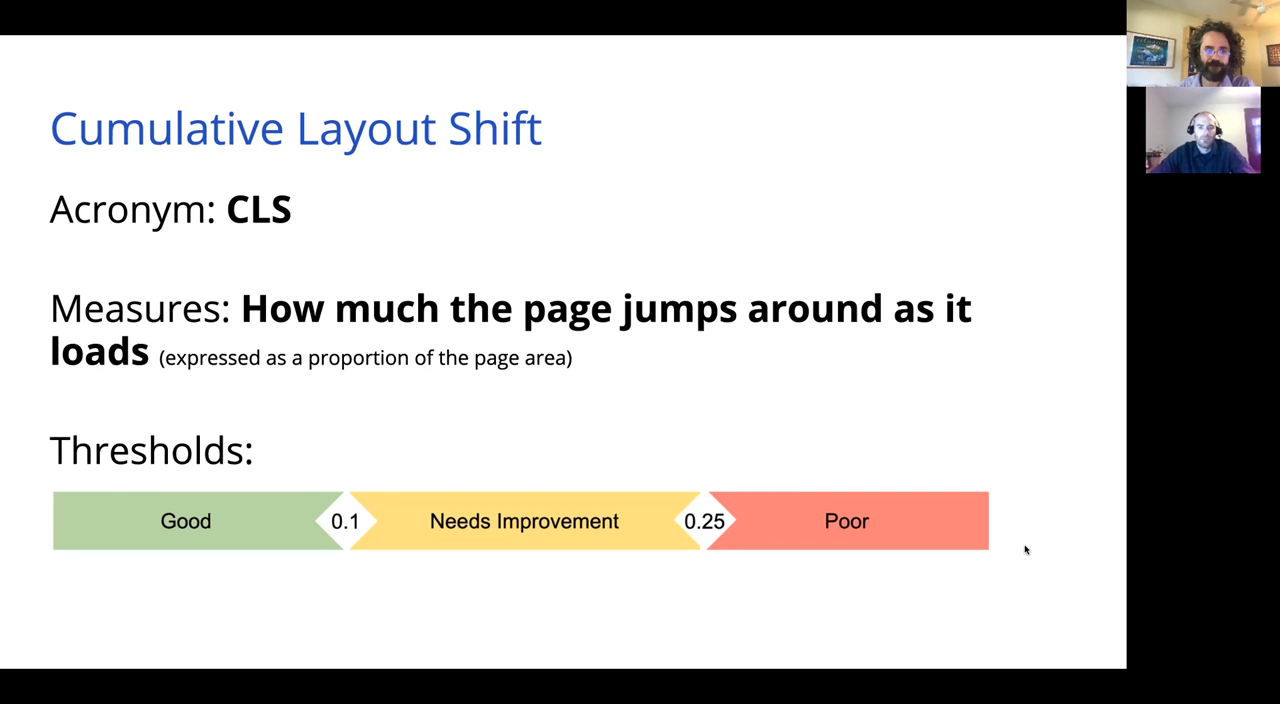 Cumulative Layout Shift
Acronym: CLS
Measures: How much the page jumps around as it
loads (expressed as a proportion of the page area)
Thresholds:
Good
0.1
Needs Improvement
0.25
Poor